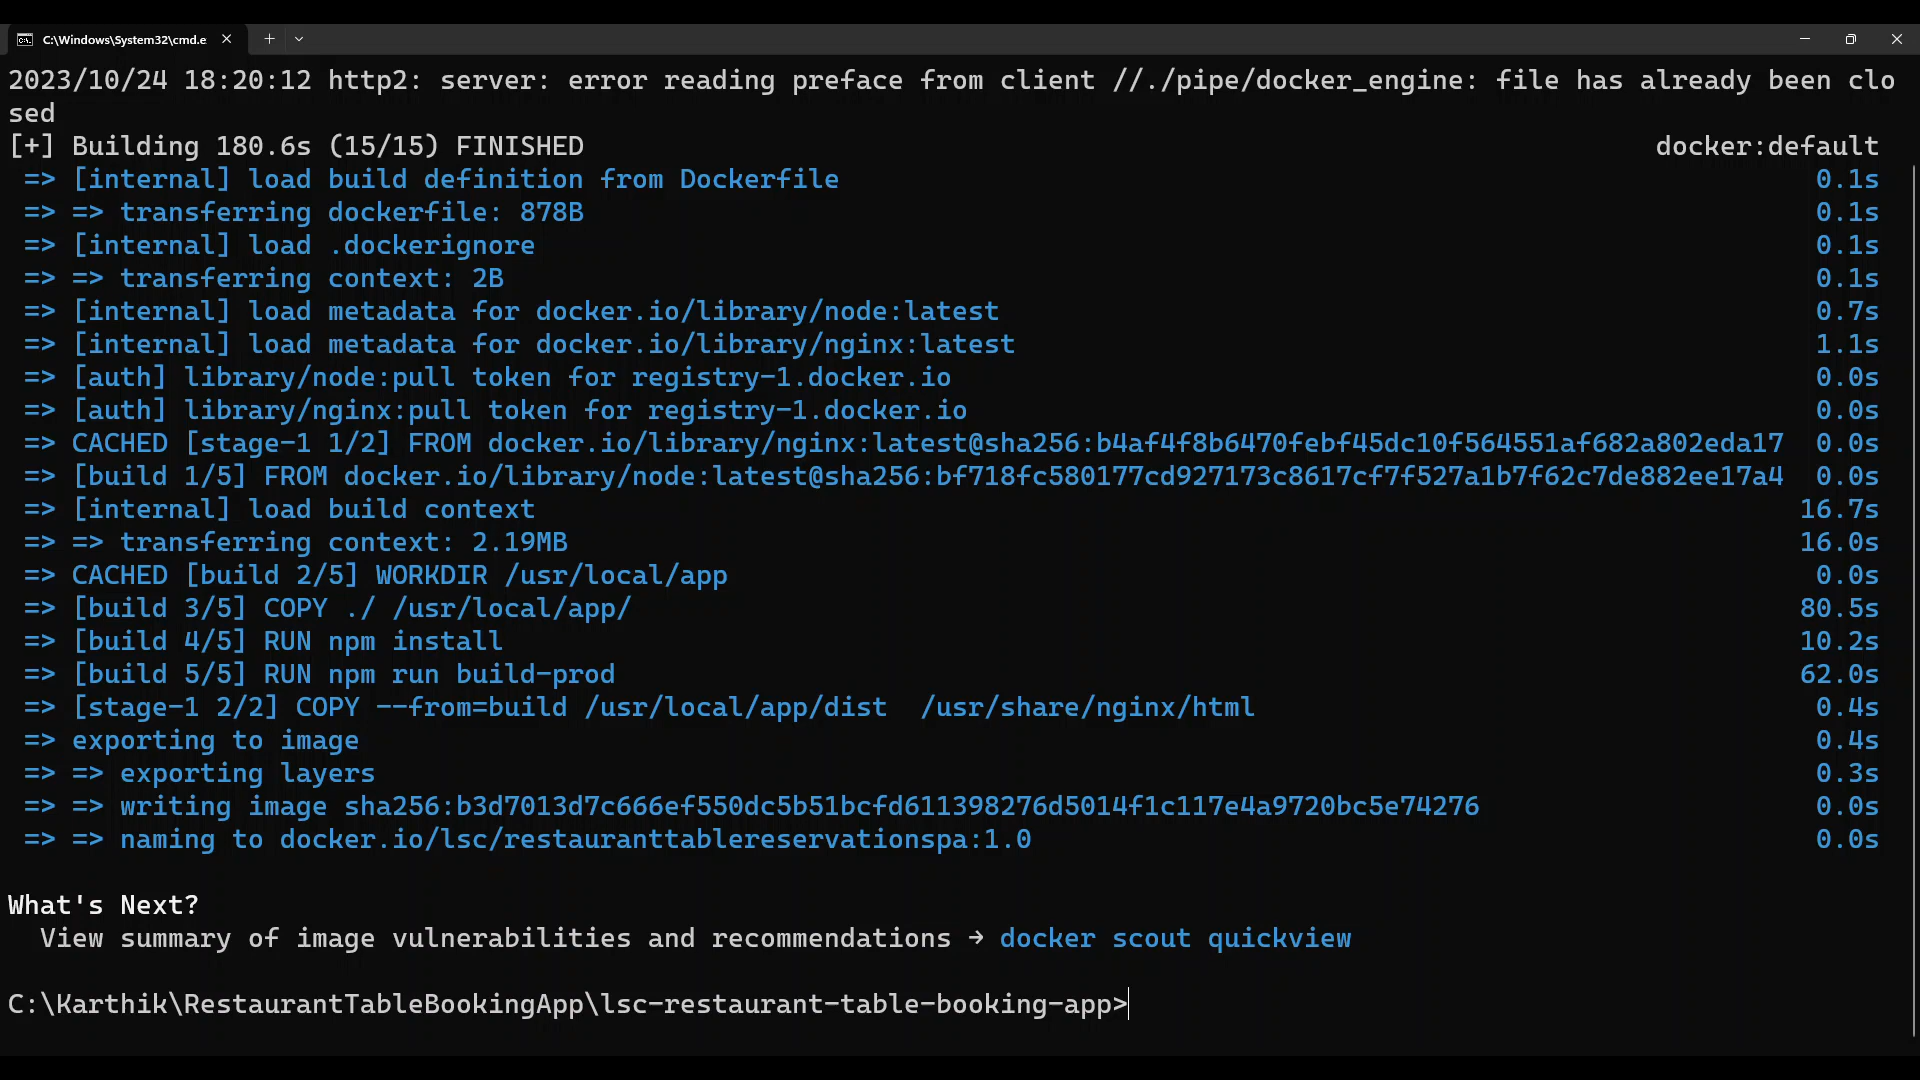 C:\Windows\System32\cmd.e
2023/10/24 18:20:12 http2: server: error reading preface from client //./pipe/docker_engine: file has already been clo
sed
[+] Building 180.6s (15/15) FINISHED docker:default
=> [internal] load build definition from Dockerfile 0.1s
=> => transferring dockerfile: 878B 0.1s
=> [internal] load .dockerignore 0.1s
=> => transferring context: 2B 0.1s
=> [internal] load metadata for docker.io/library/node:latest 0.7s
=> [internal] load metadata for docker.io/library/nginx:latest 1.1s
=> [auth] library/node:pull token for registry-1.docker.io 0.0s
=> [auth] library/nginx:pull token for registry-1.docker.io 0.0s
=> CACHED [stage-1 1/2] FROM docker.io/library/nginx:latest@sha256:b4af4f8b6470febf45dc10f564551af682a802eda17 0.0s
=> [build 1/5] FROM docker.io/library/node:latest@sha256:bf718fc580177cd927173c8617cf7f527a1b7f62c7de882ee17a4 0.0s
=> [internal] load build context 16.7s
=> => transferring context: 2.19MB 16.0s
=> CACHED [build 2/5] WORKDIR /usr/local/app 0.0s
=> [build 3/5] COPY ./ /usr/local/app/ 80.5s
=> [build 4/5] RUN npm install 10.2s
=> [build 5/5] RUN npm run build-prod 62.0s
=> [stage-1 2/2] COPY --from=build /usr/local/app/dist  /usr/share/nginx/html 0.4s
=> exporting to image 0.4s
=> => exporting layers 0.3s
=> => writing image sha256:b3d7013d7c666ef550dc5b51bcfd611398276d5014f1c117e4a9720bc5e74276 0.0s
=> => naming to docker.io/lsc/restauranttablereservationspa:1.0 0.0s
What's Next?
View summary of image vulnerabilities and recommendations → docker scout quickview
C:\Karthik\RestaurantTableBookingApp\lsc-restaurant-table-booking-app>